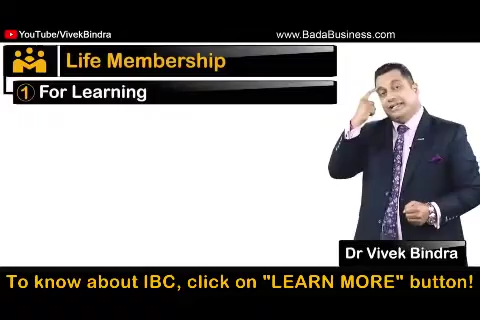 YouTube/VivekBindra
www.BadaBusiness.com
Life Membership
1 For Learning
Dr Vivek Bindra
To know about IBC, click on "LEARN MORE" button!